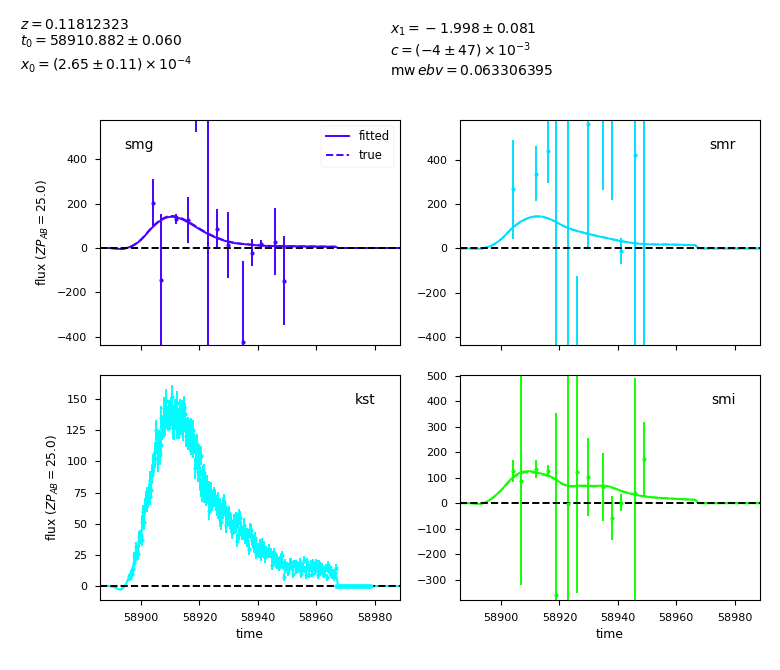 z = 0.11812323
t₀ = 58910.882 ± 0.060
x₀ = (2.65 ± 0.11) × 10⁻⁴
x₁ = −1.998 ± 0.081
c = (−4 ± 47) × 10⁻³
mw ebv = 0.063306395
smg
fitted
true
400
200
0
−200
−400
flux (ZP_AB = 25.0)
smr
400
200
0
−200
−400
kst
150
125
100
75
50
25
0
flux (ZP_AB = 25.0)
58900 58920 58940 58960 58980
time
smi
500
400
300
200
100
0
−100
−200
−300
58900 58920 58940 58960 58980
time